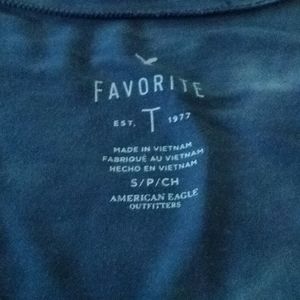 FAVORITE
EST. T 1977
MADE IN VIETNAM
FABRIQUÉ AU VIETNAM
HECHO EN VIETNAM
S/P/CH
AMERICAN EAGLE
OUTFITTERS